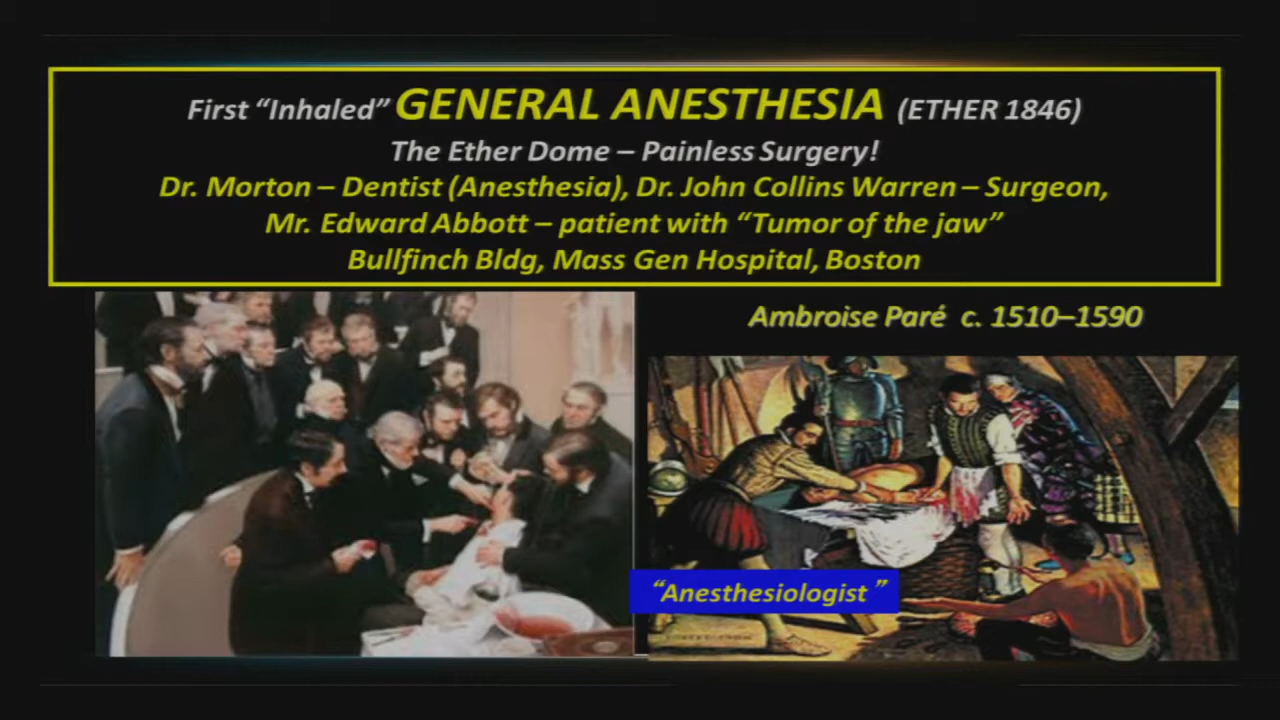 First “Inhaled” GENERAL ANESTHESIA (ETHER 1846)
The Ether Dome – Painless Surgery!
Dr. Morton – Dentist (Anesthesia), Dr. John Collins Warren – Surgeon,
Mr. Edward Abbott – patient with “Tumor of the jaw”
Bullfinch Bldg, Mass Gen Hospital, Boston
Ambroise Paré c. 1510–1590
“Anesthesiologist”